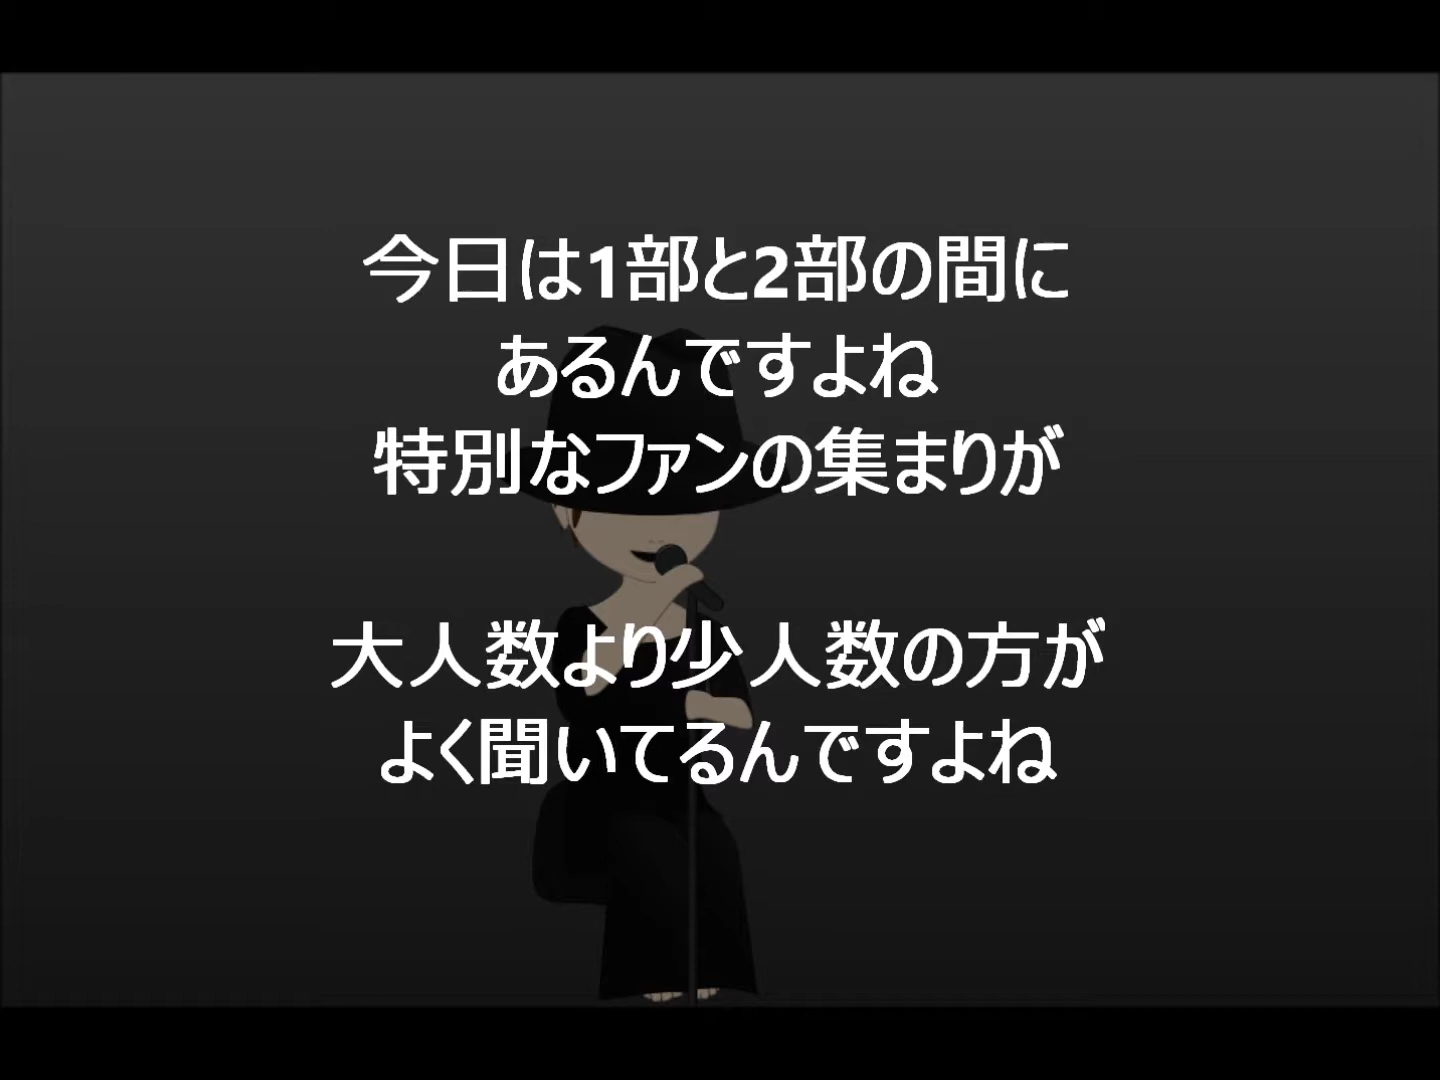 今日は1部と2部の間に
あるんですよね
特別なファンの集まりが
大人数より少人数の方が
よく聞いてるんですよね